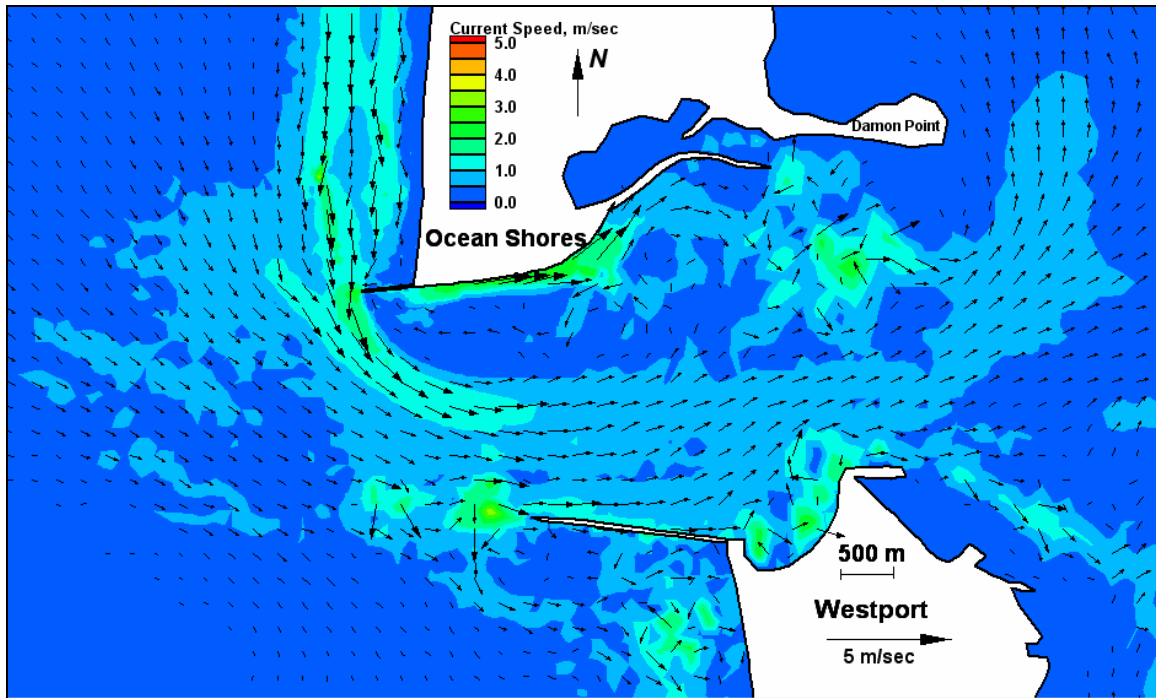 Current Speed, m/sec
5.0
4.0
3.0
2.0
1.0
0.0
N
Damon Point
Ocean Shores
500 m
Westport
5 m/sec